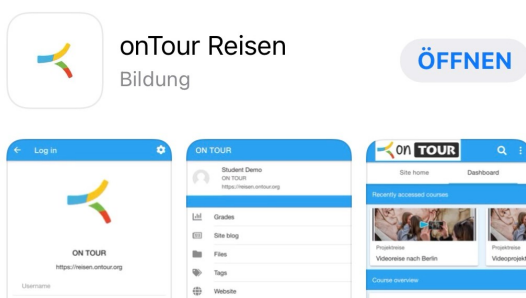 onTour Reisen
Bildung
ÖFFNEN
Log in
ON TOUR
https://reisen.ontour.org
Username
ON TOUR
Student Demo
ON TOUR
https://reisen.ontour.org
Grades
Site blog
Files
Tags
Website
on TOUR
Site home
Dashboard
Recently accessed courses
Projektreise
Videoreise nach Berlin
Projektreise
Videoprojekt
Course overview